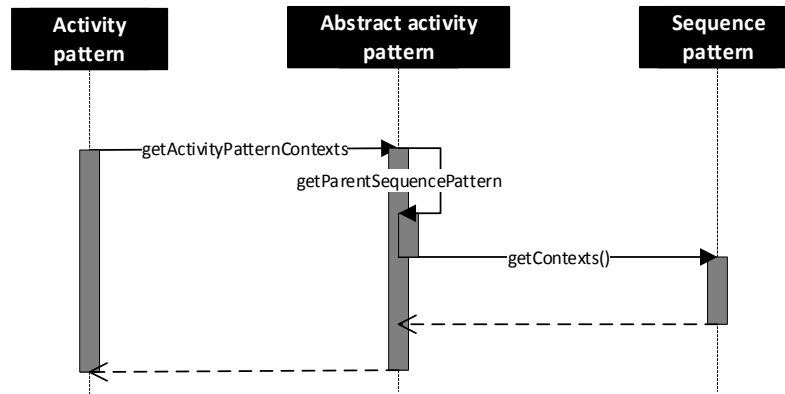 Activity
pattern
Abstract activity
pattern
Sequence
pattern
getActivityPatternContexts
getParentSequencePattern
getContexts()